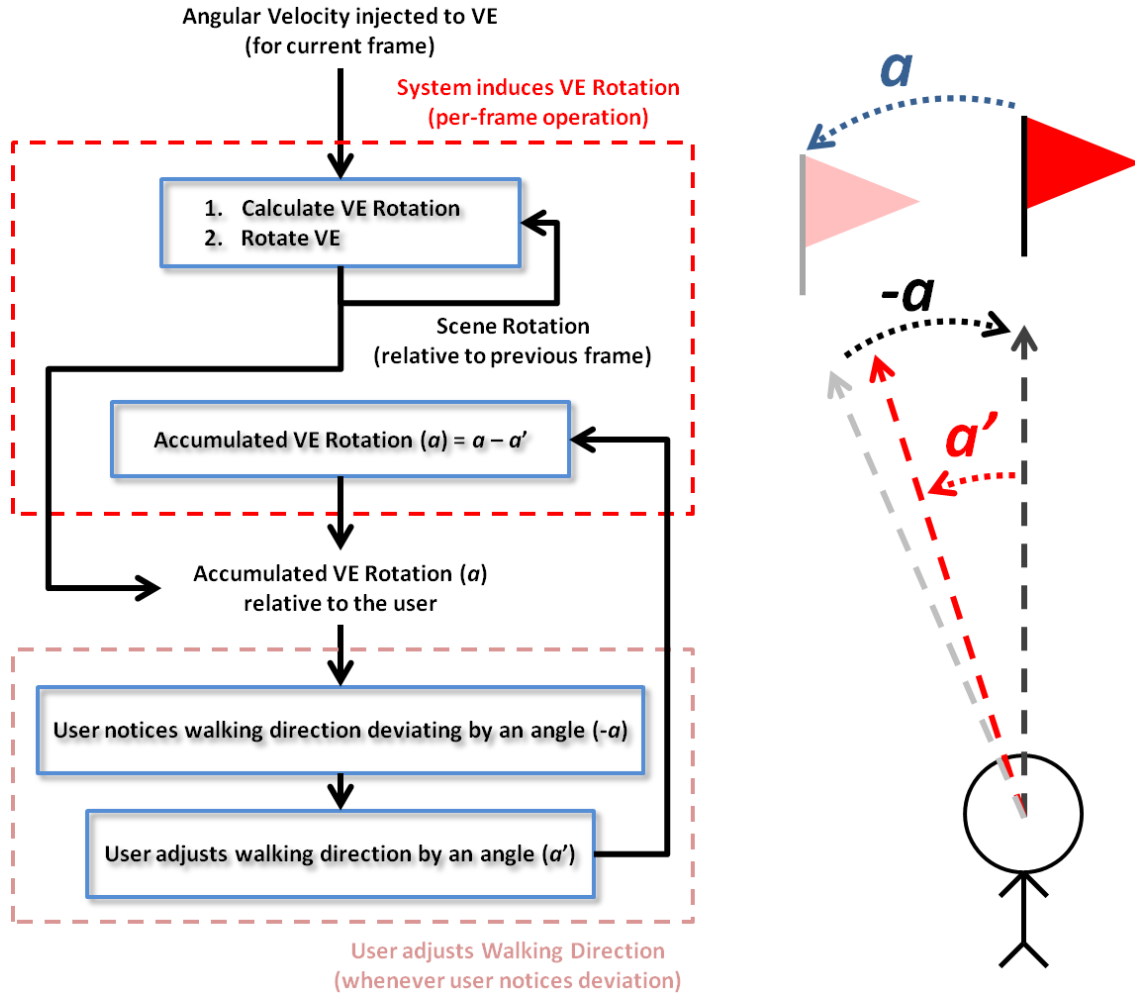 Angular Velocity injected to VE
(for current frame)
System induces VE Rotation
(per-frame operation)
1. Calculate VE Rotation
2. Rotate VE
Scene Rotation
(relative to previous frame)
Accumulated VE Rotation (a) = a – a’
Accumulated VE Rotation (a)
relative to the user
User notices walking direction deviating by an angle (-a)
User adjusts walking direction by an angle (a’)
User adjusts Walking Direction
(whenever user notices deviation)
a
-a
a’